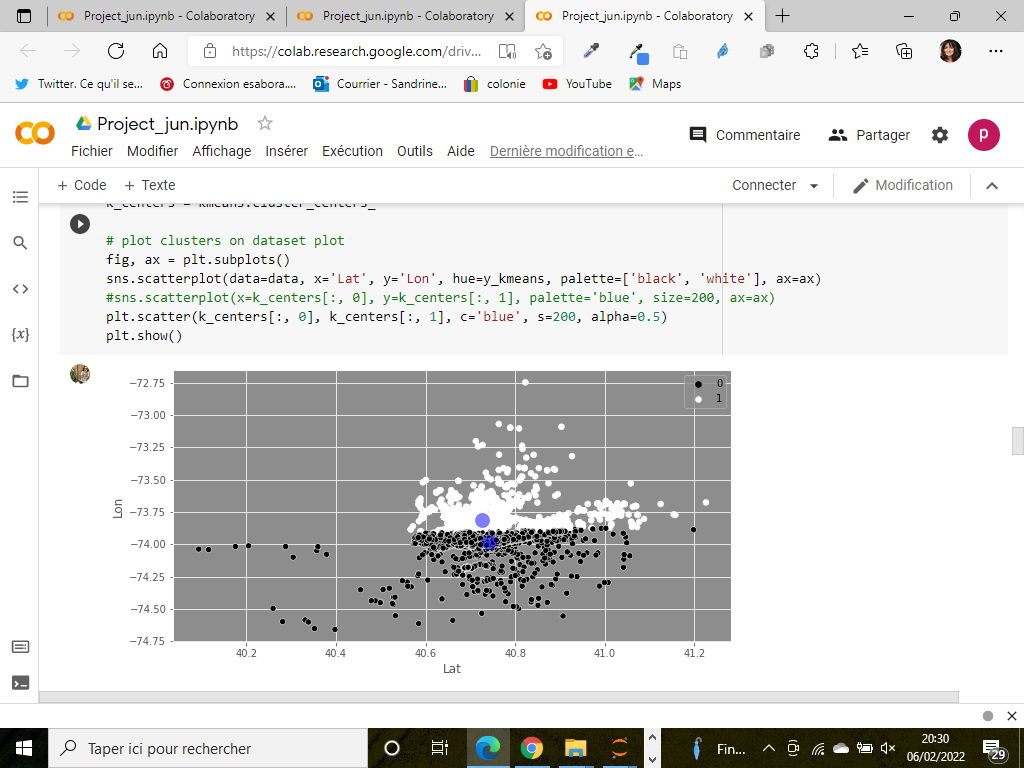 Project_jun.ipynb - Colaboratory
Project_jun.ipynb - Colaboratory
Project_jun.ipynb - Colaboratory
https://colab.research.google.com/driv...
Twitter. Ce qu'il se...
Connexion esabora....
Courrier - Sandrine...
colonie
YouTube
Maps
Project_jun.ipynb
Commentaire
Partager
P
Fichier Modifier Affichage Insérer Exécution Outils Aide Dernière modification e...
+ Code + Texte
Connecter
Modification
k_centers = kmeans.cluster_centers_
# plot clusters on dataset plot
fig, ax = plt.subplots()
sns.scatterplot(data=data, x='Lat', y='Lon', hue=y_kmeans, palette=['black', 'white'], ax=ax)
#sns.scatterplot(x=k_centers[:, 0], y=k_centers[:, 1], palette='blue', size=200, ax=ax)
plt.scatter(k_centers[:, 0], k_centers[:, 1], c='blue', s=200, alpha=0.5)
plt.show()
{x}
0
1
−72.75
−73.00
−73.25
−73.50
−73.75
−74.00
−74.25
−74.50
−74.75
Lon
40.2 40.4 40.6 40.8 41.0 41.2
Lat
Taper ici pour rechercher
Fin...
20:30
06/02/2022
29